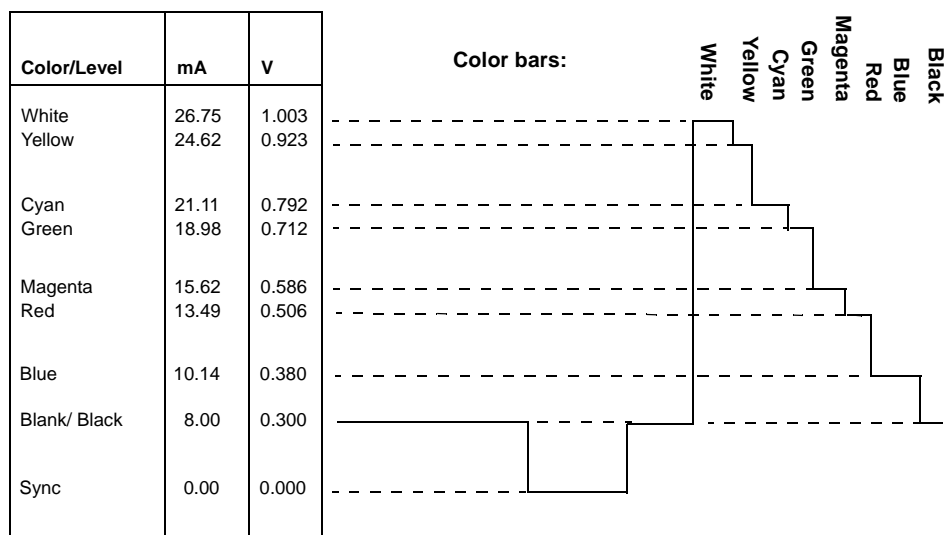 Color/Level mA V
White 26.75 1.003
Yellow 24.62 0.923
Cyan 21.11 0.792
Green 18.98 0.712
Magenta 15.62 0.586
Red 13.49 0.506
Blue 10.14 0.380
Blank/ Black 8.00 0.300
Sync 0.00 0.000
Color bars:
White
Yellow
Cyan
Green
Magenta
Red
Blue
Black